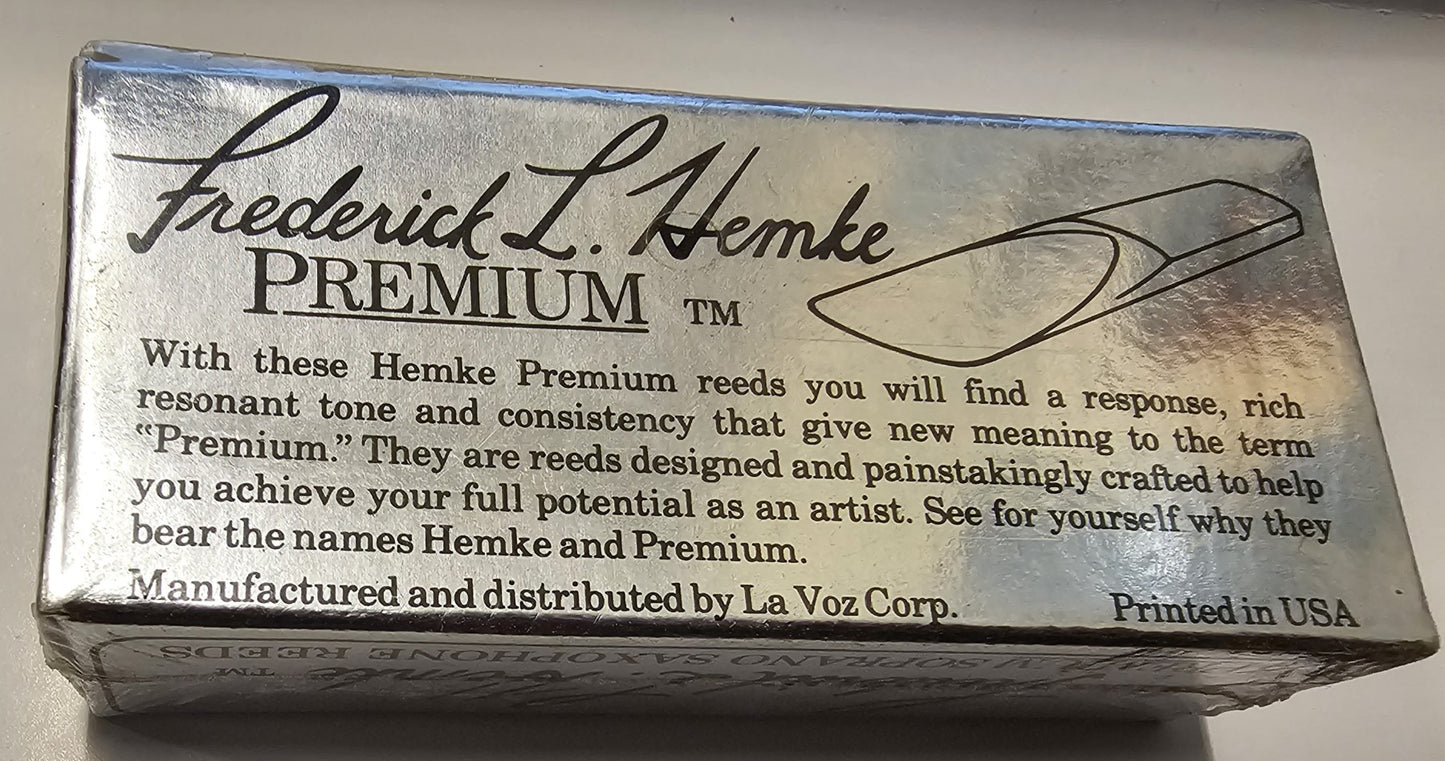 Frederick L. Hemke
PREMIUM TM
With these Hemke Premium reeds you will find a response, rich
resonant tone and consistency that give new meaning to the term
“Premium.” They are reeds designed and painstakingly crafted to help
you achieve your full potential as an artist. See for yourself why they
bear the names Hemke and Premium.
Manufactured and distributed by La Voz Corp. Printed in USA
SOPRANO SAXOPHONE REEDS
TM